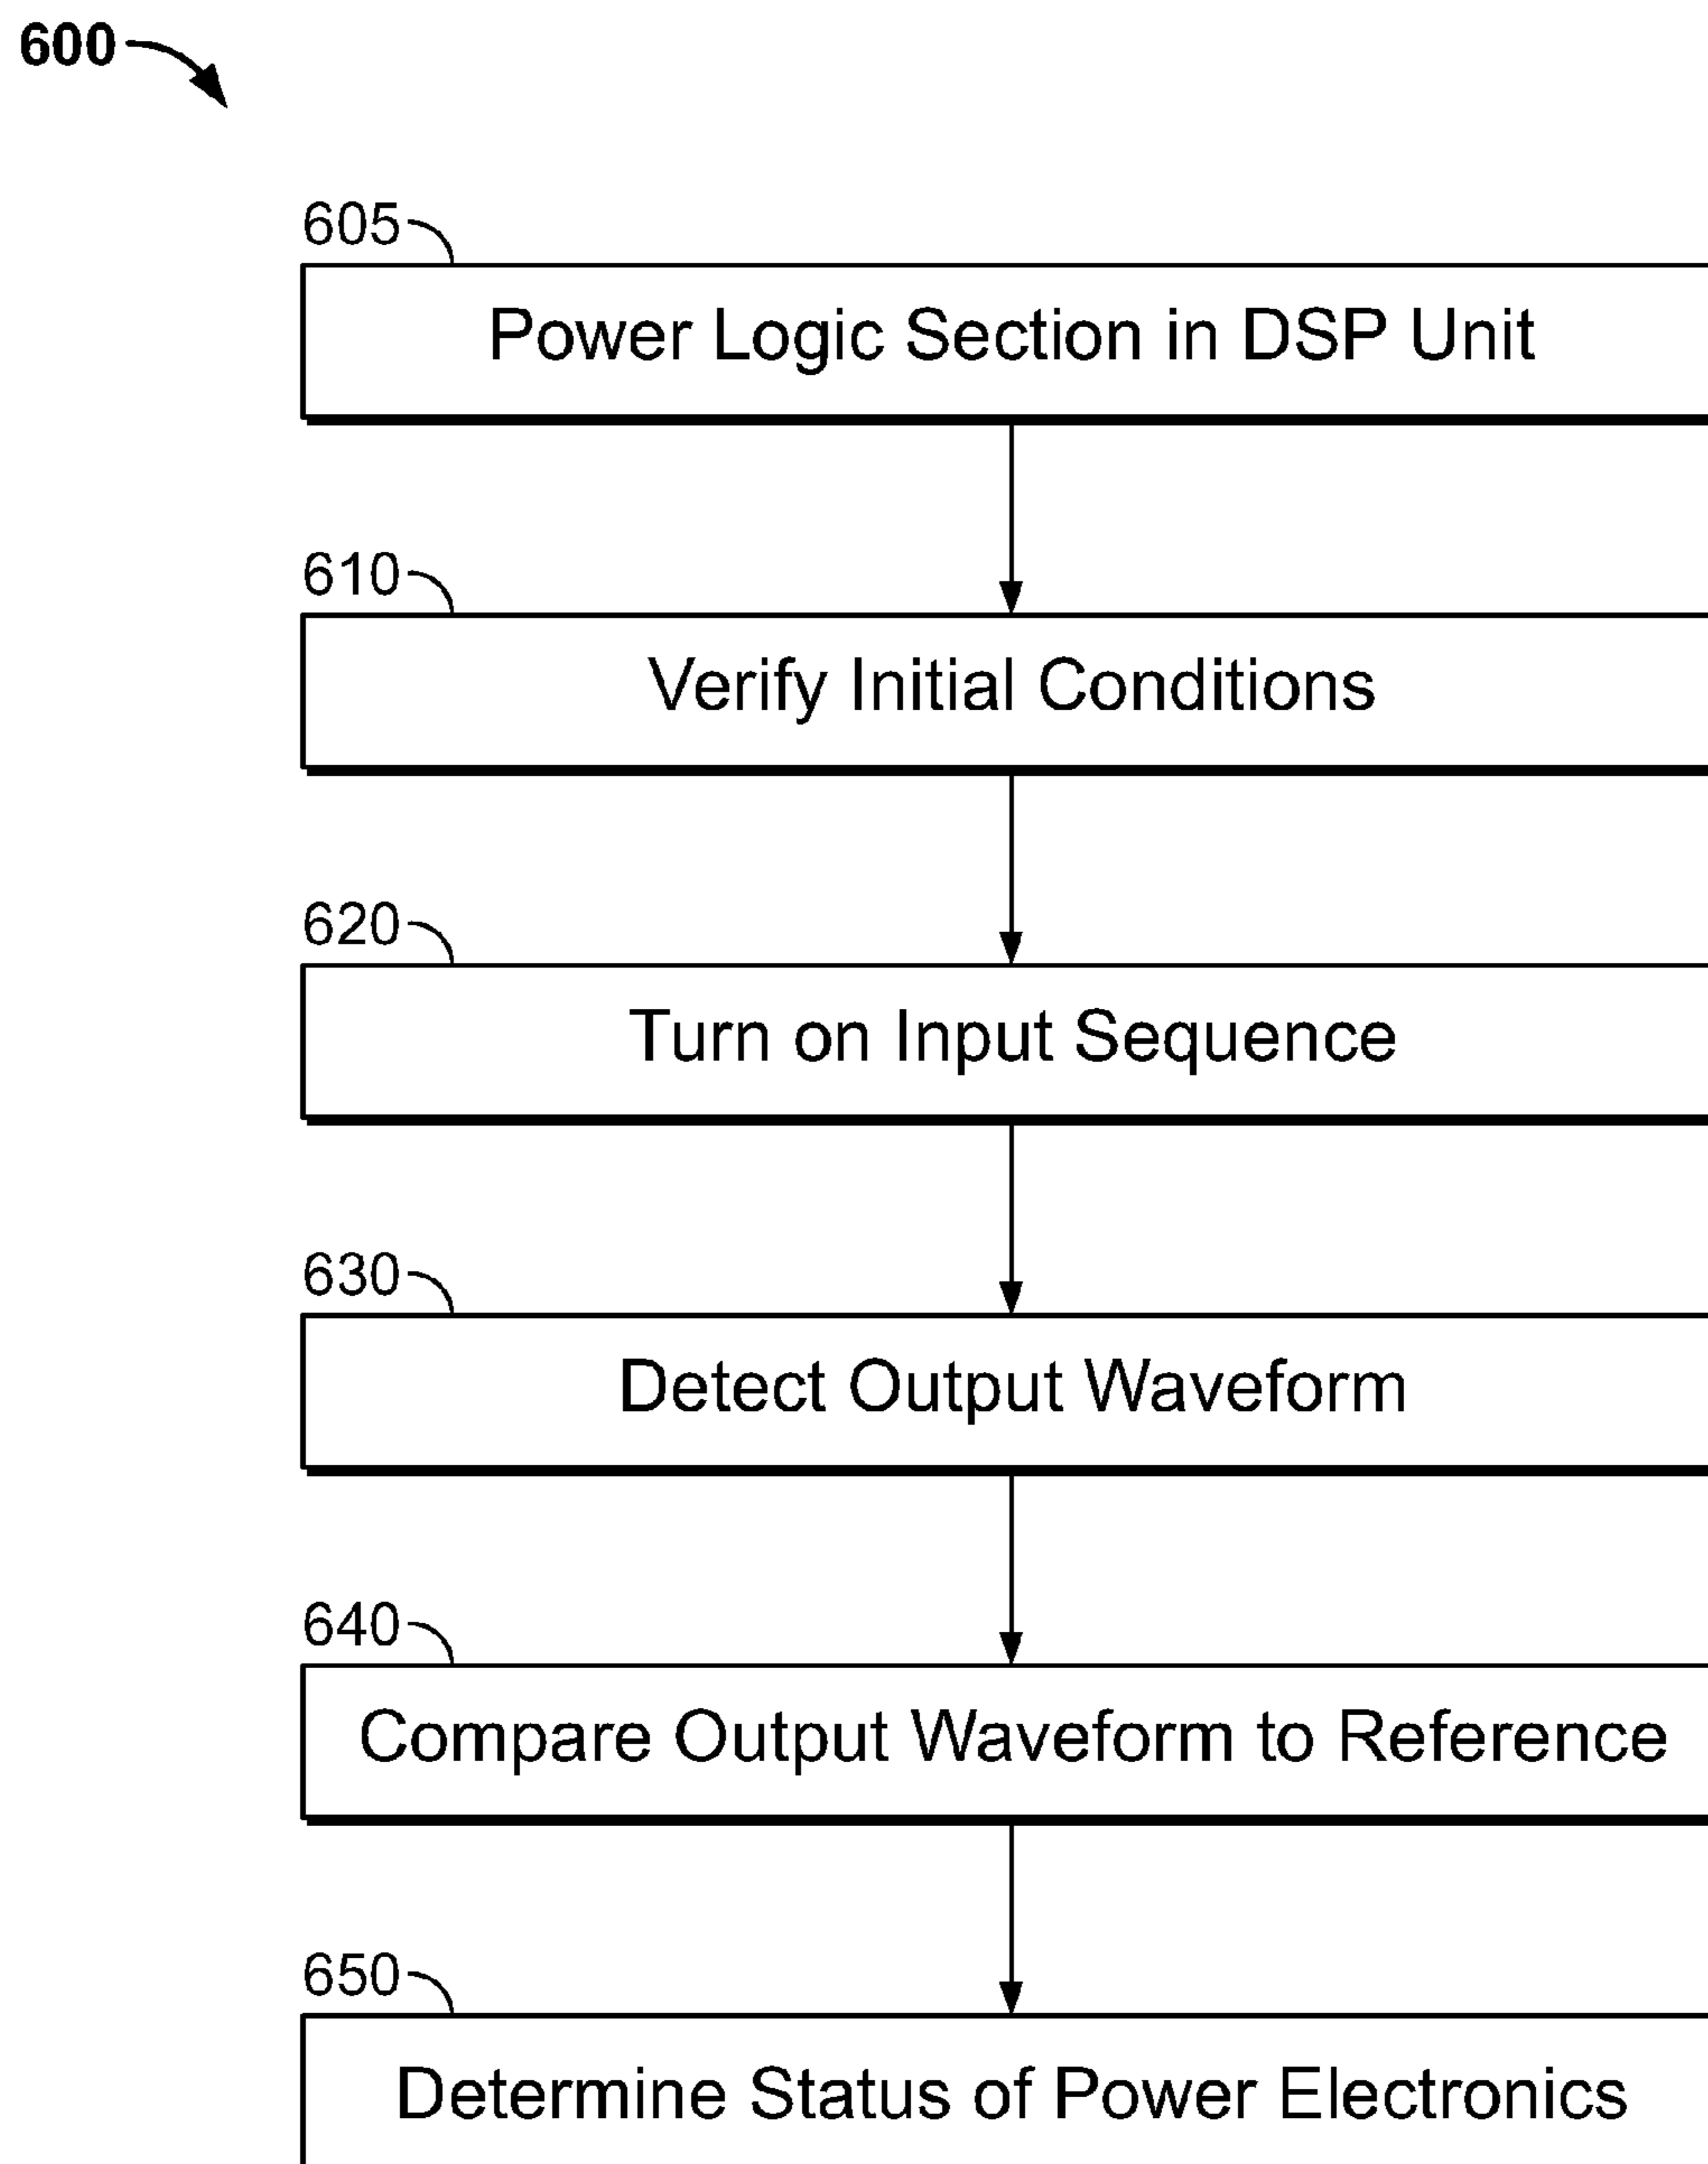 600
605
Power Logic Section in DSP Unit
610
Verify Initial Conditions
620
Turn on Input Sequence
630
Detect Output Waveform
640
Compare Output Waveform to Reference
650
Determine Status of Power Electronics